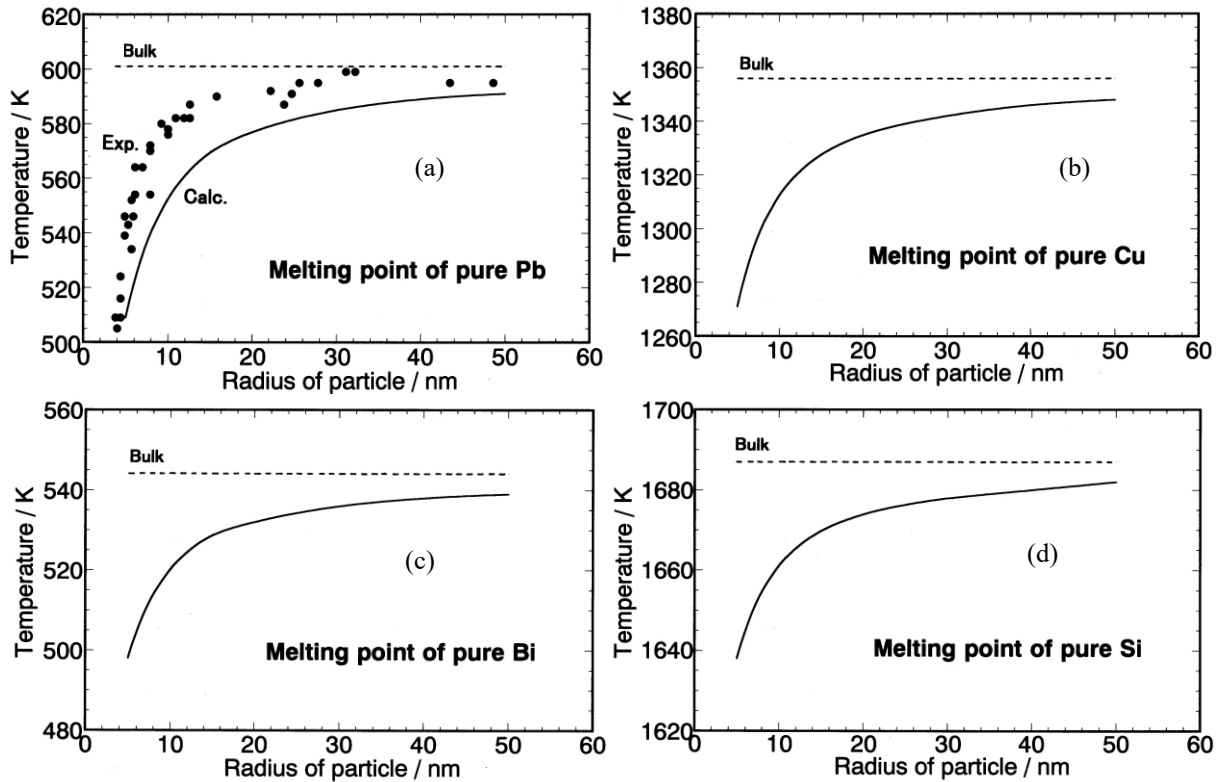 Temperature / K
600
580
560
540
520
500
0 10 20 30 40 50 60
Radius of particle / nm
Bulk
Exp.
Calc.
(a)
Melting point of pure Pb
Temperature / K
1380
1360
1340
1320
1300
1280
1260
0 10 20 30 40 50 60
Radius of particle / nm
Bulk
(b)
Melting point of pure Cu
Temperature / K
560
540
520
500
480
0 10 20 30 40 50 60
Radius of particle / nm
Bulk
(c)
Melting point of pure Bi
Temperature / K
1700
1680
1660
1640
1620
0 10 20 30 40 50 60
Radius of particle / nm
Bulk
(d)
Melting point of pure Si